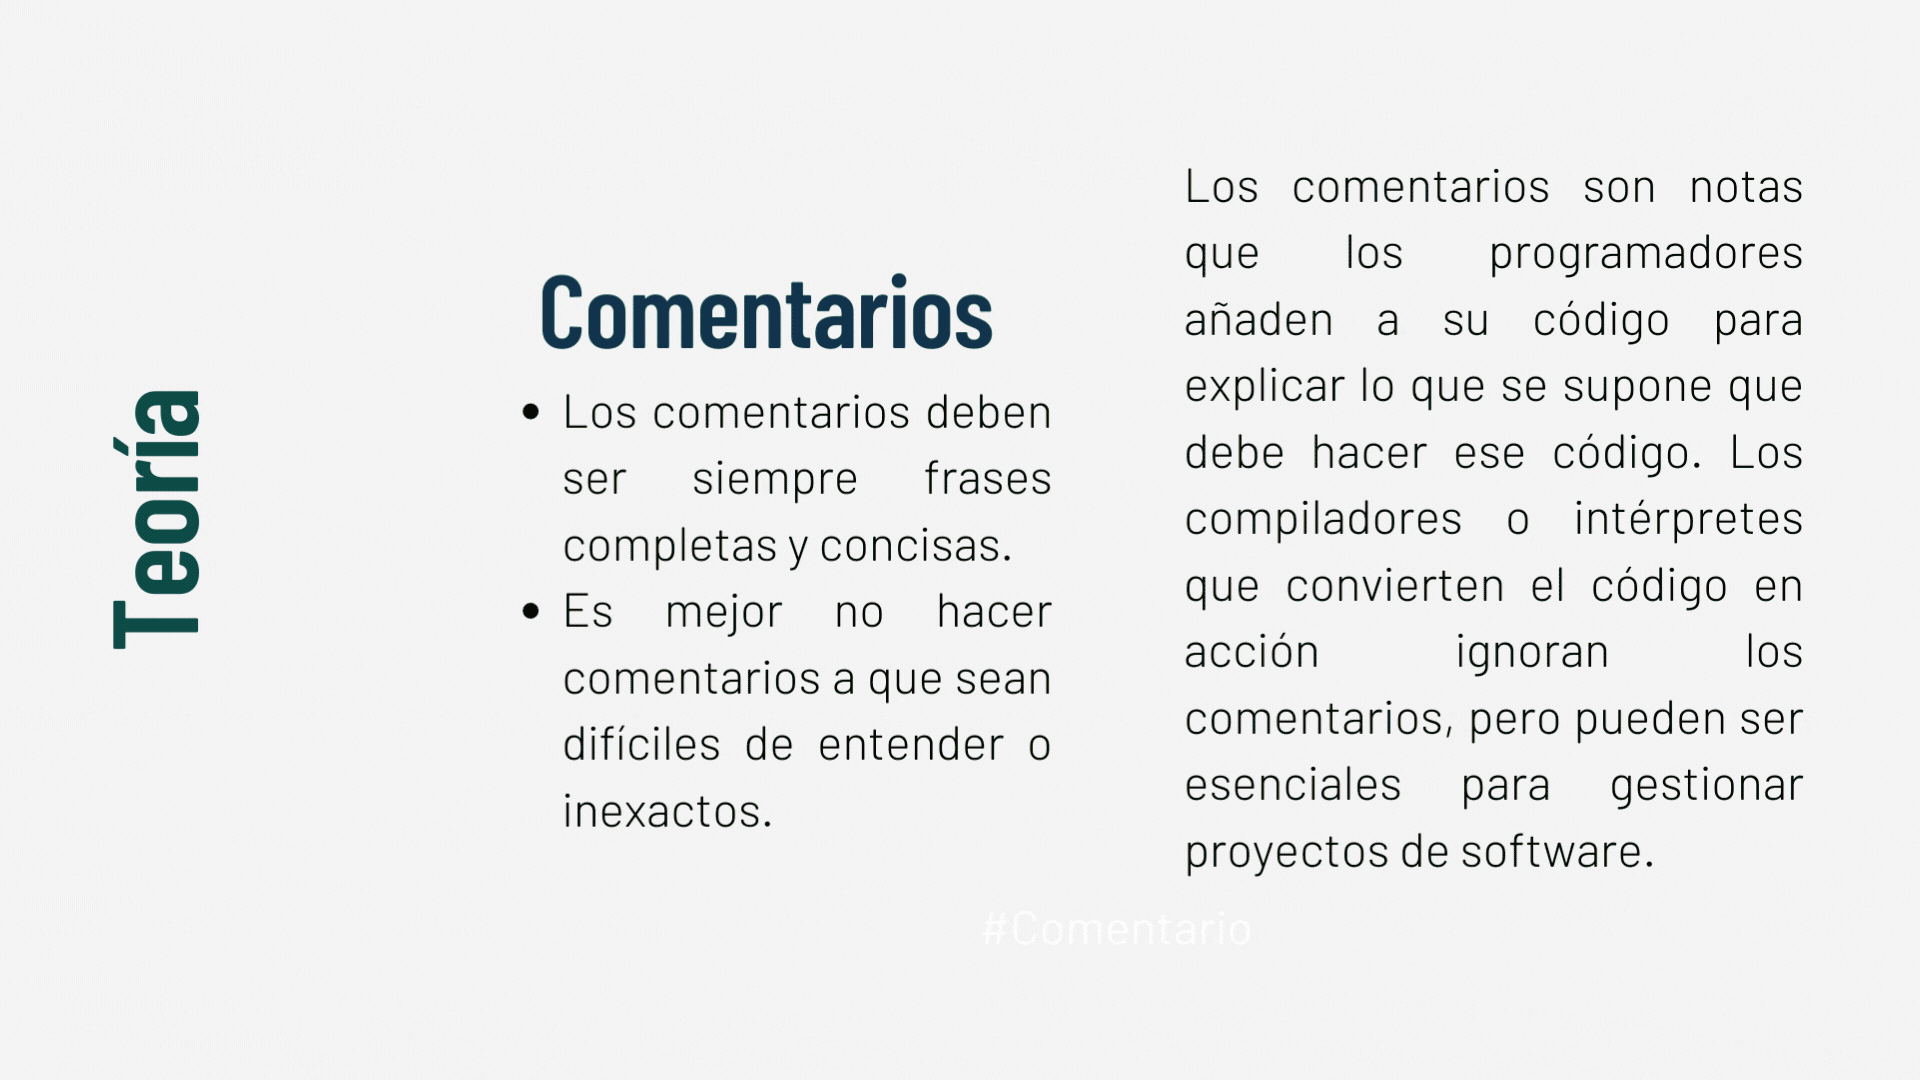 Teoría
Comentarios
• Los comentarios deben
ser siempre frases
completas y concisas.
• Es mejor no hacer
comentarios a que sean
difíciles de entender o
inexactos.
Los comentarios son notas
que los programadores
añaden a su código para
explicar lo que se supone que
debe hacer ese código. Los
compiladores o intérpretes
que convierten el código en
acción ignoran los
comentarios, pero pueden ser
esenciales para gestionar
proyectos de software.
#Comentario